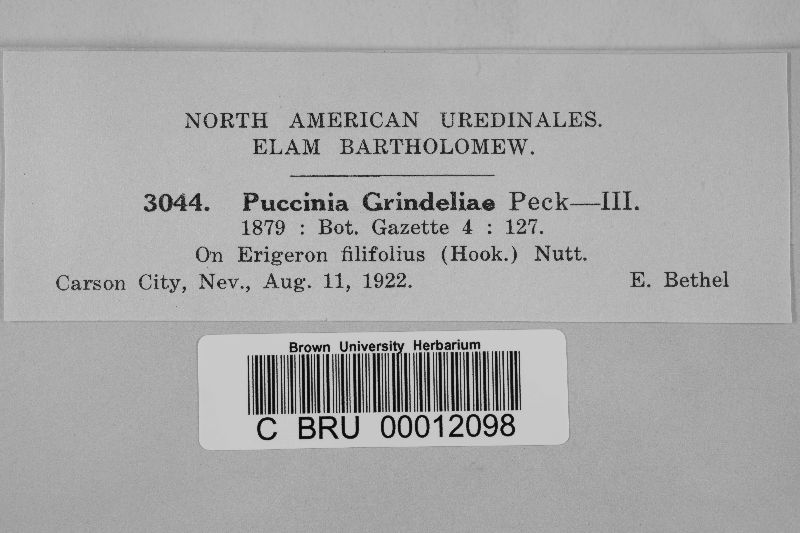 NORTH AMERICAN UREDINALES.
ELAM BARTHOLOMEW.
3044. Puccinia Grindeliae Peck—III.
1879 : Bot. Gazette 4 : 127.
On Erigeron filifolius (Hook.) Nutt.
Carson City, Nev., Aug. 11, 1922. E. Bethel
Brown University Herbarium
C BRU 00012098